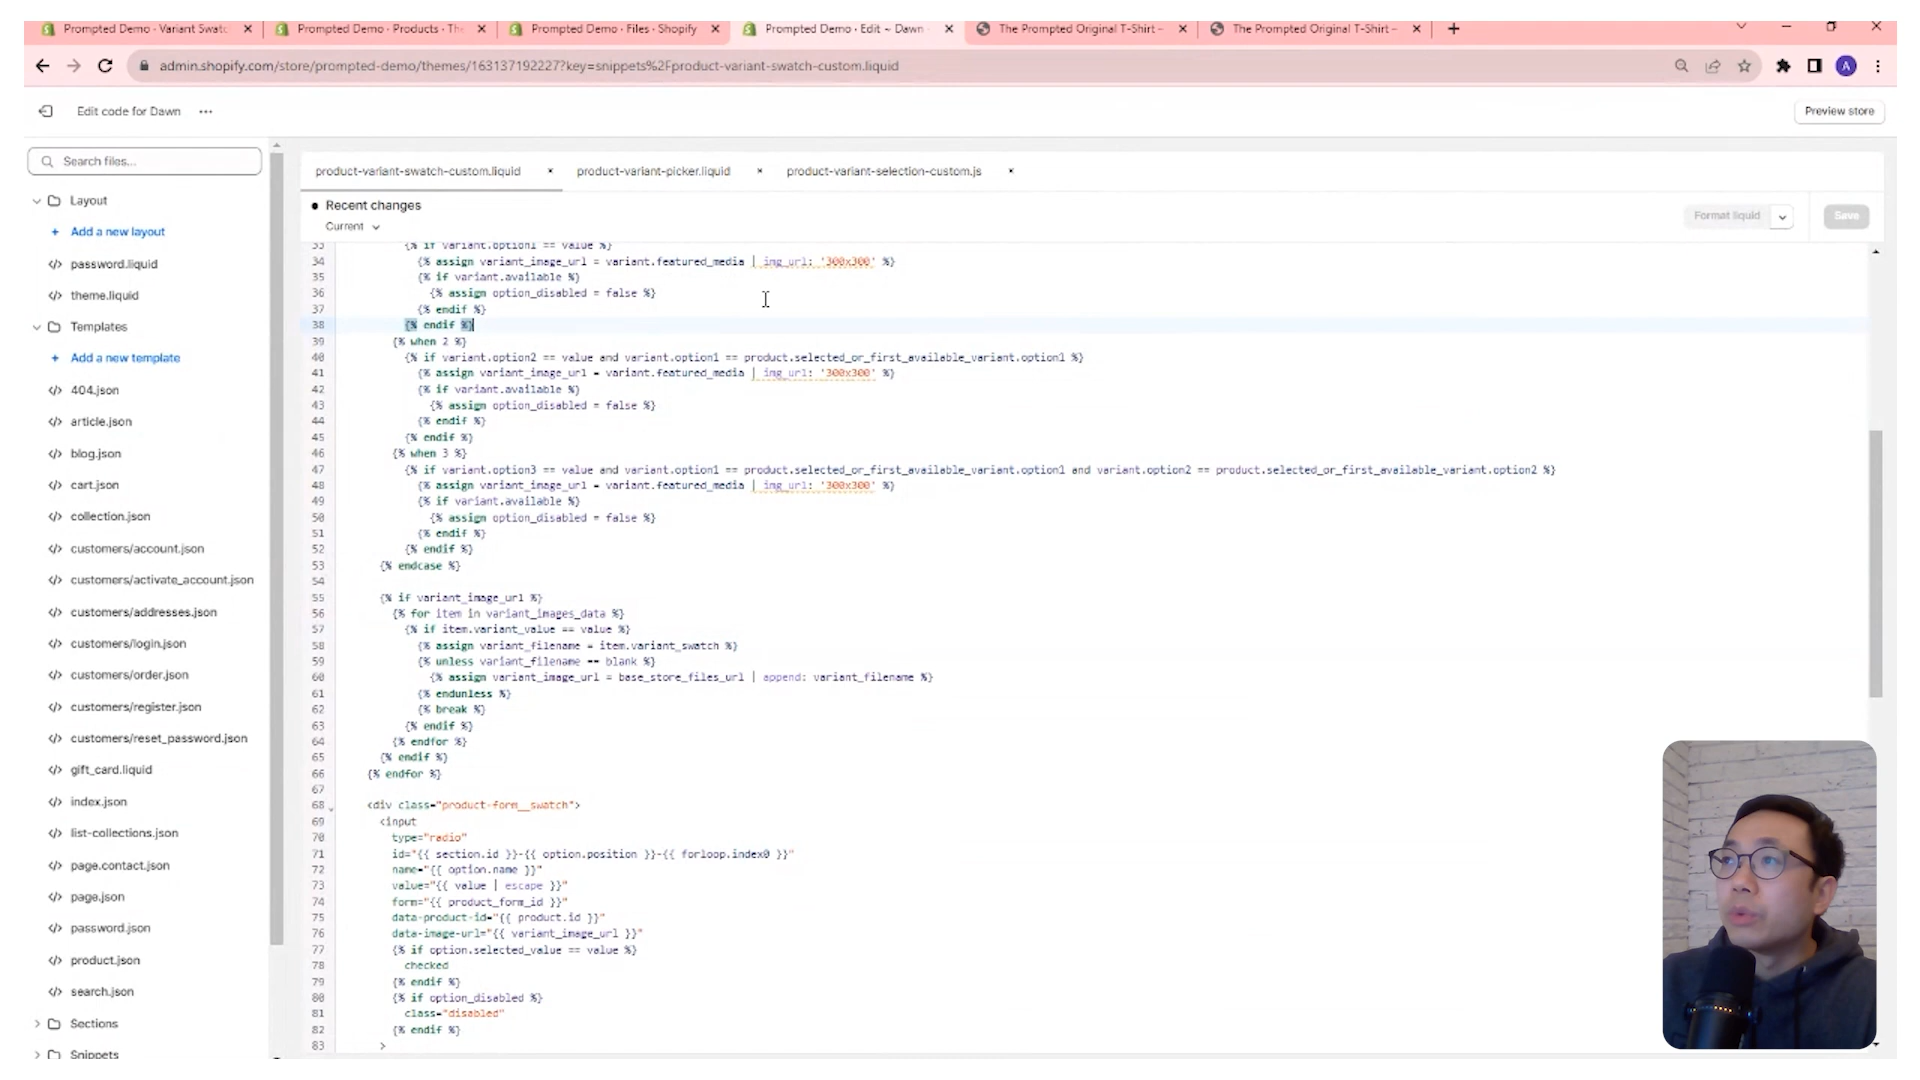 Prompted Demo · Variant Swatc
Prompted Demo · Products · The
Prompted Demo · Files · Shopify
Prompted Demo · Edit ~ Dawn ·
The Prompted Original T-Shirt –
The Prompted Original T-Shirt –
admin.shopify.com/store/prompted-demo/themes/163137192227?key=snippets%2Fproduct-variant-swatch-custom.liquid
A
Edit code for Dawn
Preview store
Search files...
Layout
+ Add a new layout
password.liquid
theme.liquid
Templates
+ Add a new template
404.json
article.json
blog.json
cart.json
collection.json
customers/account.json
customers/activate_account.json
customers/addresses.json
customers/login.json
customers/order.json
customers/register.json
customers/reset_password.json
gift_card.liquid
index.json
list-collections.json
page.contact.json
page.json
password.json
product.json
search.json
Sections
Snippets
product-variant-swatch-custom.liquid
product-variant-picker.liquid
product-variant-selection-custom.js
Recent changes
Current
Format liquid
Save
33 {% if variant.option1 == value %}
34 {% assign variant_image_url = variant.featured_media | img_url: '300x300' %}
35 {% if variant.available %}
36 {% assign option_disabled = false %}
37 {% endif %}
38 {% endif %}
39 {% when 2 %}
40 {% if variant.option2 == value and variant.option1 == product.selected_or_first_available_variant.option1 %}
41 {% assign variant_image_url = variant.featured_media | img_url: '300x300' %}
42 {% if variant.available %}
43 {% assign option_disabled = false %}
44 {% endif %}
45 {% endif %}
46 {% when 3 %}
47 {% if variant.option3 == value and variant.option1 == product.selected_or_first_available_variant.option1 and variant.option2 == product.selected_or_first_available_variant.option2 %}
48 {% assign variant_image_url = variant.featured_media | img_url: '300x300' %}
49 {% if variant.available %}
50 {% assign option_disabled = false %}
51 {% endif %}
52 {% endif %}
53 {% endcase %}
54
55 {% if variant_image_url %}
56 {% for item in variant_images_data %}
57 {% if item.variant_value == value %}
58 {% assign variant_filename = item.variant_swatch %}
59 {% unless variant_filename == blank %}
60 {% assign variant_image_url = base_store_files_url | append: variant_filename %}
61 {% endunless %}
62 {% break %}
63 {% endif %}
64 {% endfor %}
65 {% endif %}
66 {% endfor %}
67
68 <div class="product-form__swatch">
69 <input
70 type="radio"
71 id="{{ section.id }}-{{ option.position }}-{{ forloop.index0 }}"
72 name="{{ option.name }}"
73 value="{{ value | escape }}"
74 form="{{ product_form_id }}"
75 data-product-id="{{ product.id }}"
76 data-image-url="{{ variant_image_url }}"
77 {% if option.selected_value == value %}
78 checked
79 {% endif %}
80 {% if option_disabled %}
81 class="disabled"
82 {% endif %}
83 >